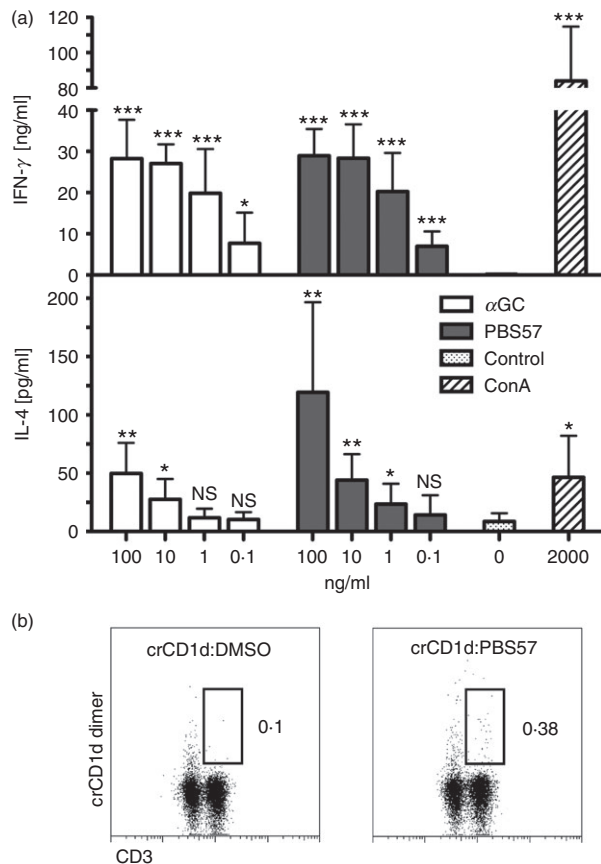 (a)
120
100
80
40
30
20
10
0
IFN-γ [ng/ml]
*** *** *** * *** *** *** *** ***
200
150
100
50
0
IL-4 [pg/ml]
** * NS NS ** ** * NS *
αGC
PBS57
Control
ConA
100 10 1 0·1 100 10 1 0·1 0 2000
ng/ml
(b)
crCD1d:DMSO
0·1
crCD1d:PBS57
0·38
crCD1d dimer
CD3